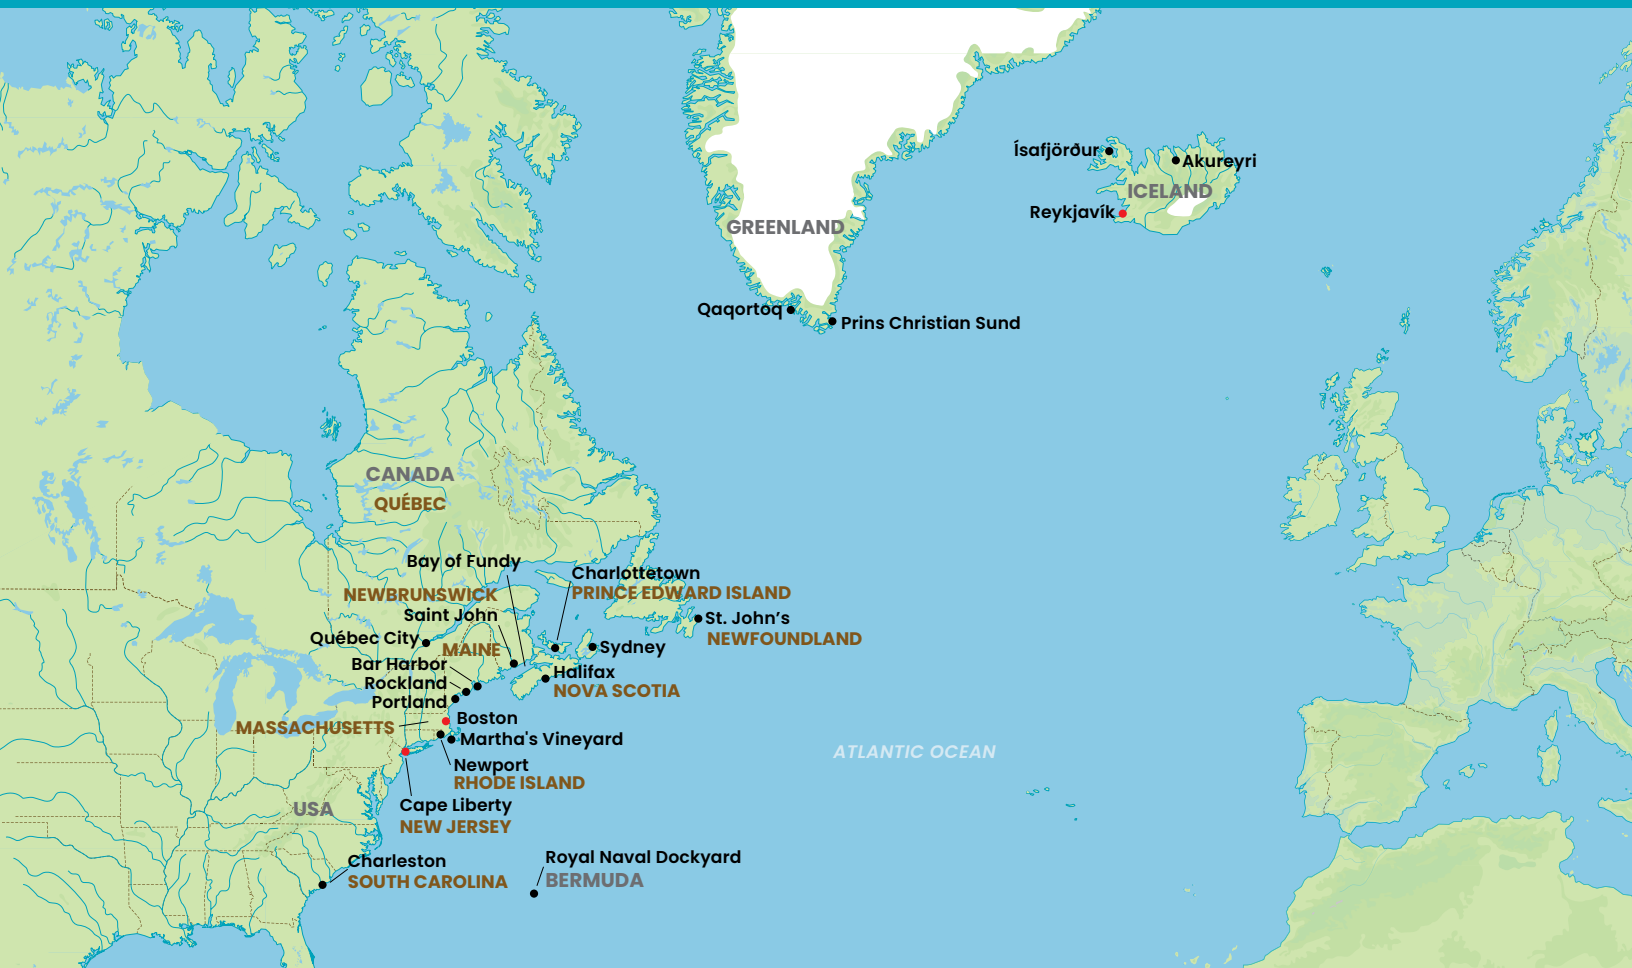 Ísafjörður
Akureyri
ICELAND
Reykjavík
GREENLAND
Qaqortoq
Prins Christian Sund
CANADA
QUÉBEC
Bay of Fundy
Charlottetown
PRINCE EDWARD ISLAND
NEWBRUNSWICK
Saint John
St. John’s
NEWFOUNDLAND
Québec City
MAINE
Sydney
Bar Harbor
Halifax
Rockland
NOVA SCOTIA
Portland
Boston
MASSACHUSETTS
Martha's Vineyard
ATLANTIC OCEAN
Newport
RHODE ISLAND
Cape Liberty
USA
NEW JERSEY
Charleston
SOUTH CAROLINA
Royal Naval Dockyard
BERMUDA